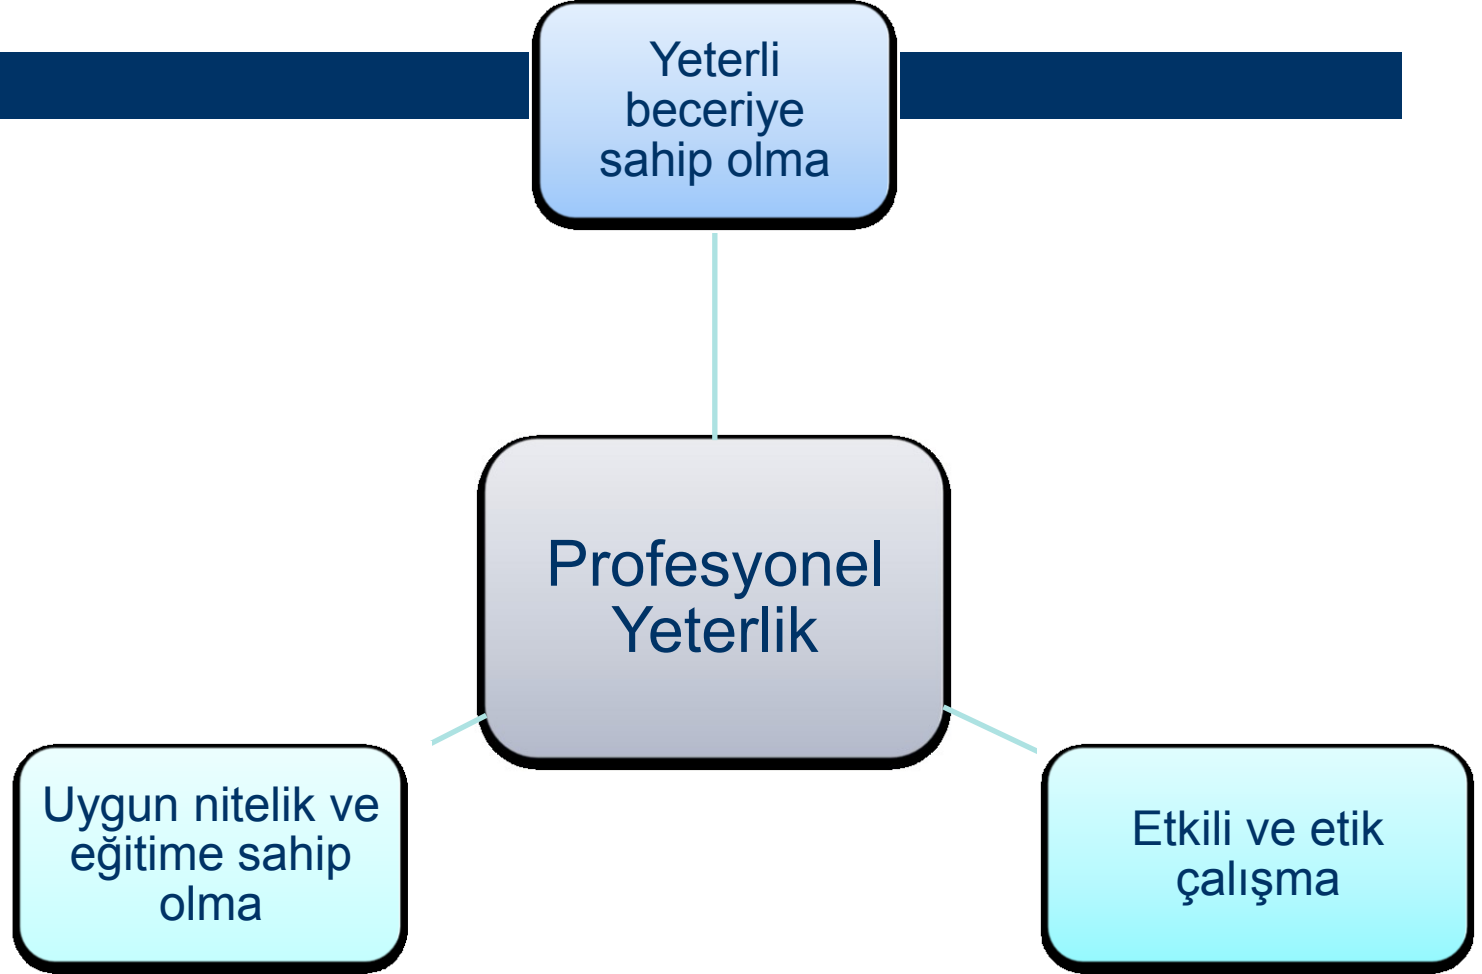 Yeterli
beceriye
sahip olma
Profesyonel
Yeterlik
Uygun nitelik ve
eğitime sahip
olma
Etkili ve etik
çalışma